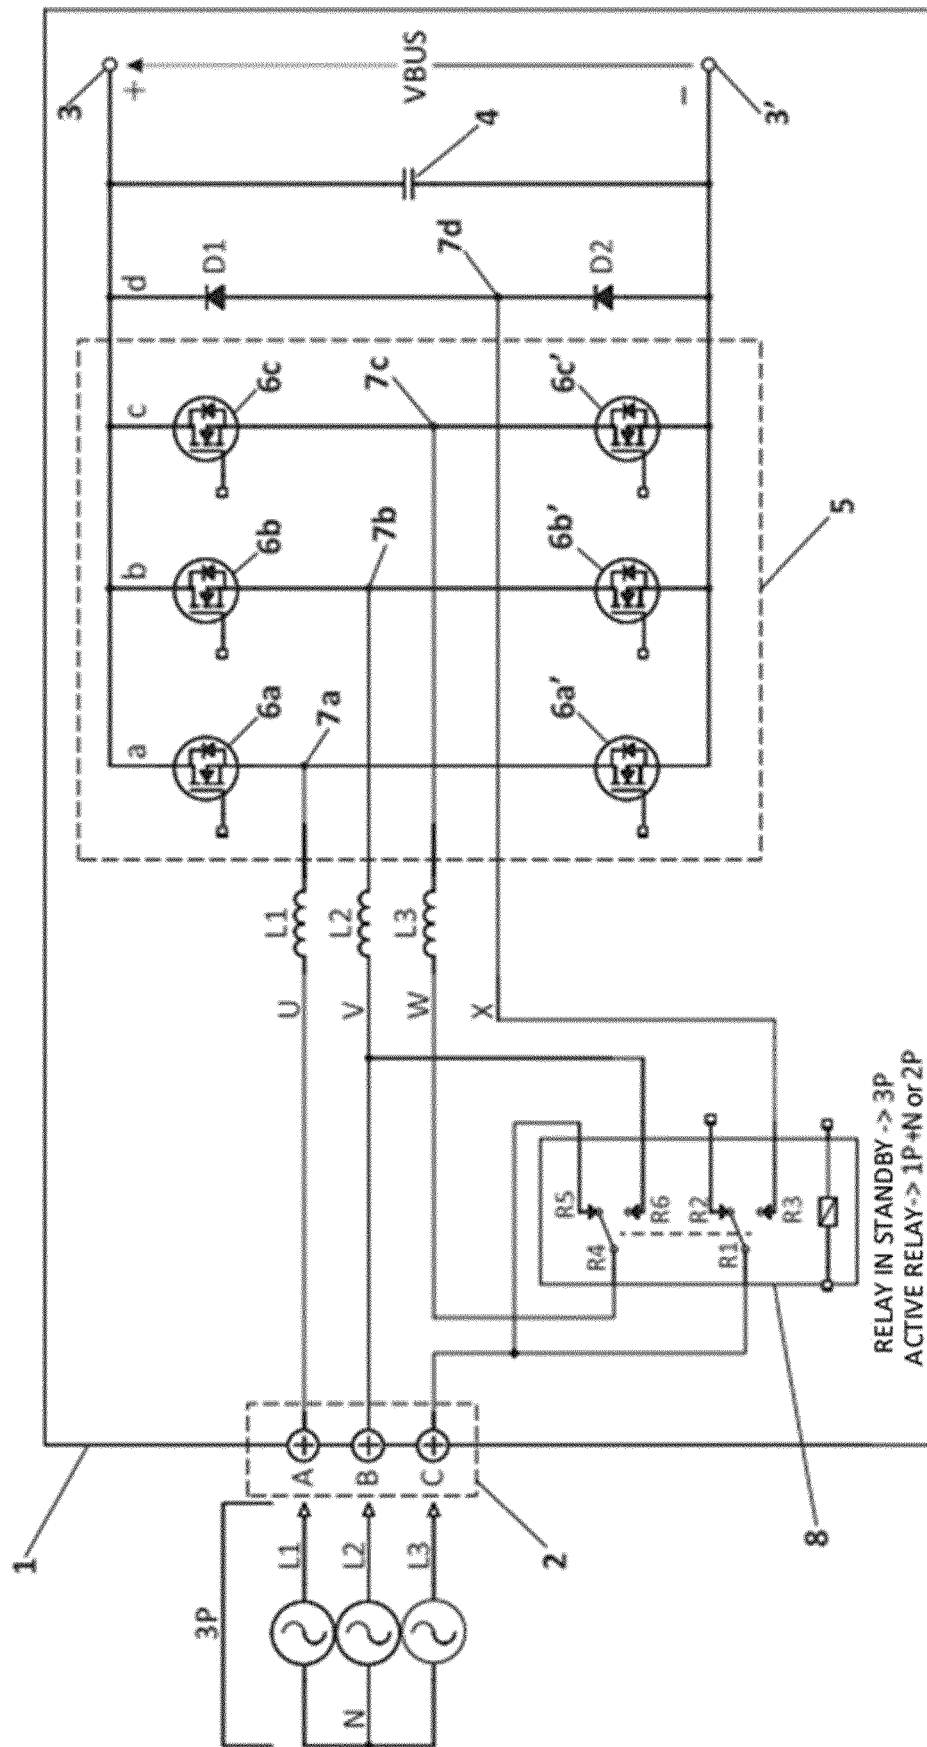 3
+
VBUS
−
3'
4
d
D1
7d
D2
c
6c
7c
6c'
b
6b
7b
6b'
5
a
6a
7a
6a'
L1
L2
L3
U
V
W
X
R5
R6
R2
R3
R4
R1
RELAY IN STANDBY -> 3P
ACTIVE RELAY-> 1P+N or 2P
A
B
C
1
2
8
3P
L1
L2
L3
N